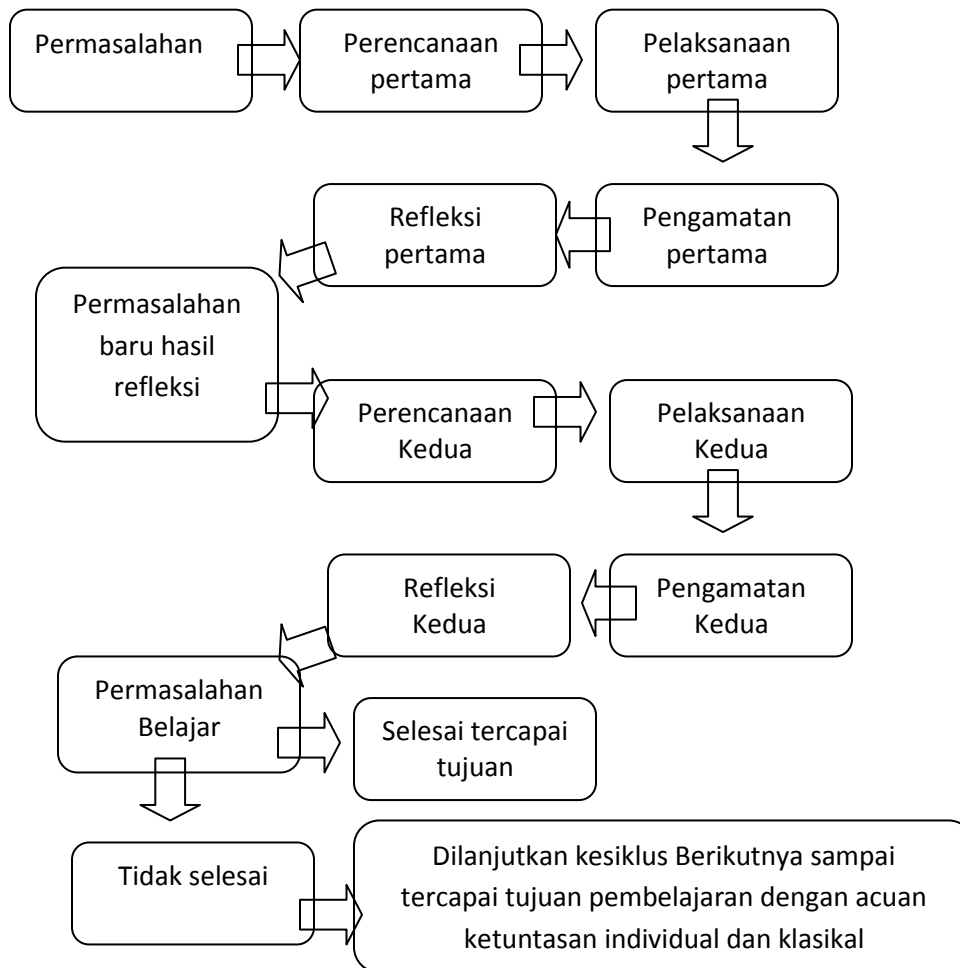 Permasalahan
Perencanaan
pertama
Pelaksanaan
pertama
Pengamatan
pertama
Refleksi
pertama
Permasalahan
baru hasil
refleksi
Perencanaan
Kedua
Pelaksanaan
Kedua
Pengamatan
Kedua
Refleksi
Kedua
Permasalahan
Belajar
Selesai tercapai
tujuan
Tidak selesai
Dilanjutkan kesiklus Berikutnya sampai
tercapai tujuan pembelajaran dengan acuan
ketuntasan individual dan klasikal